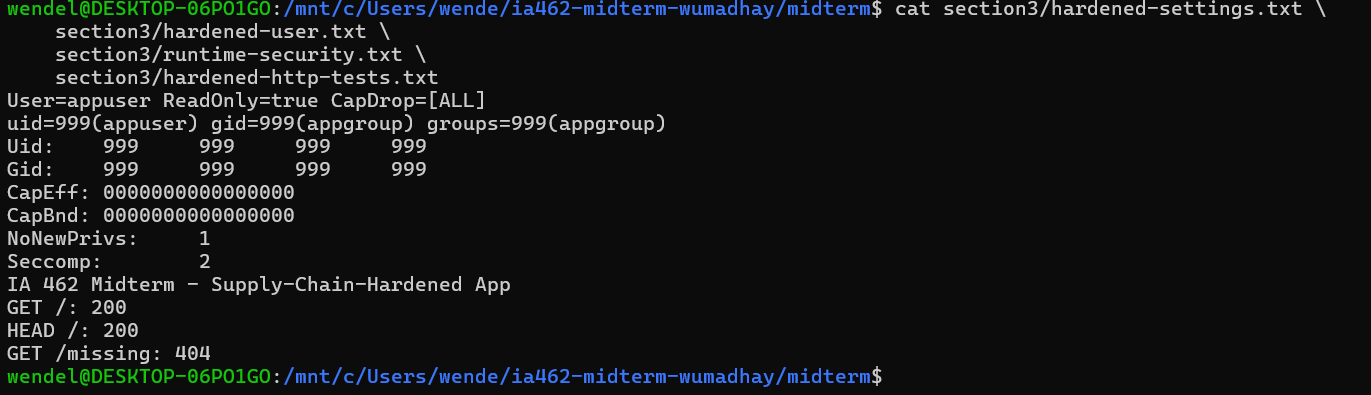 wendel@DESKTOP-06PO1GO:/mnt/c/Users/wende/ia462-midterm-wumadhay/midterm$ cat section3/hardened-settings.txt \
    section3/hardened-user.txt \
    section3/runtime-security.txt \
    section3/hardened-http-tests.txt
User=appuser ReadOnly=true CapDrop=[ALL]
uid=999(appuser) gid=999(appgroup) groups=999(appgroup)
Uid:    999     999     999     999
Gid:    999     999     999     999
CapEff: 0000000000000000
CapBnd: 0000000000000000
NoNewPrivs:     1
Seccomp:        2
IA 462 Midterm - Supply-Chain-Hardened App
GET /: 200
HEAD /: 200
GET /missing: 404
wendel@DESKTOP-06PO1GO:/mnt/c/Users/wende/ia462-midterm-wumadhay/midterm$